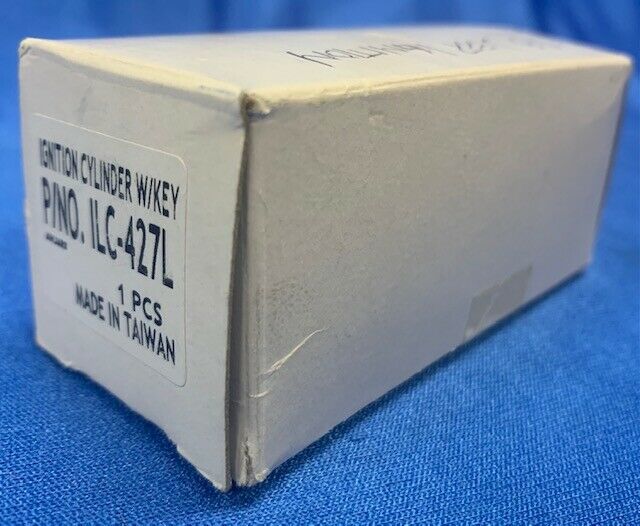 IGNITION CYLINDER W/KEY
P/NO. ILC-427L
1 PCS
MADE IN TAIWAN